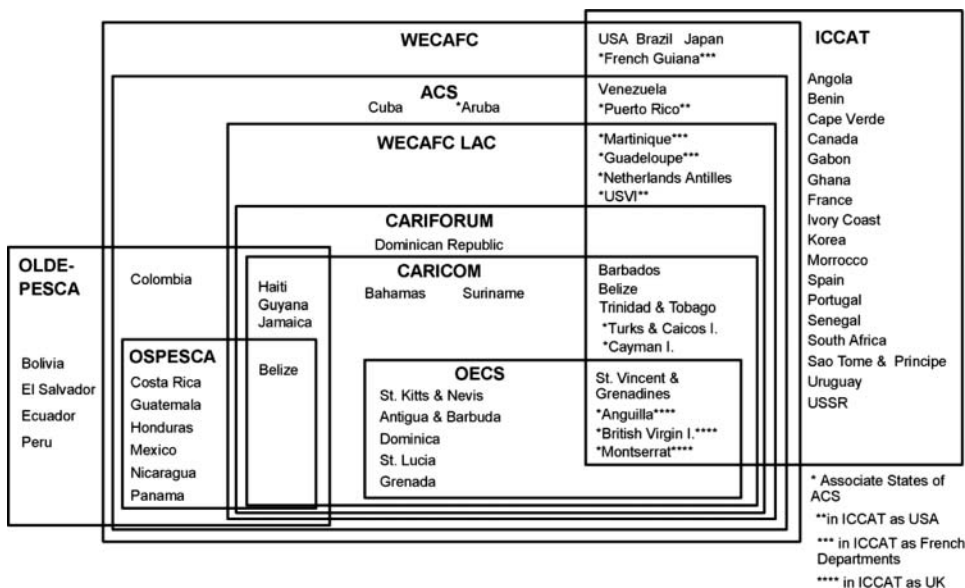 WECAFC
USA Brazil Japan
*French Guiana***
ICCAT
ACS
Cuba *Aruba
Venezuela
*Puerto Rico**
WECAFC LAC
*Martinique***
*Guadeloupe***
*Netherlands Antilles
*USVI**
Angola
Benin
Cape Verde
Canada
Gabon
Ghana
France
Ivory Coast
Korea
Morrocco
Spain
Portugal
Senegal
South Africa
Sao Tome & Principe
Uruguay
USSR
CARIFORUM
Dominican Republic
OLDE-
PESCA
Colombia
Haiti
Guyana
Jamaica
CARICOM
Bahamas Suriname
Barbados
Belize
Trinidad & Tobago
*Turks & Caicos I.
*Cayman I.
Bolivia
El Salvador
Ecuador
Peru
OSPESCA
Costa Rica
Guatemala
Honduras
Mexico
Nicaragua
Panama
Belize
OECS
St. Kitts & Nevis
Antigua & Barbuda
Dominica
St. Lucia
Grenada
St. Vincent &
Grenadines
*Anguilla****
*British Virgin I.****
*Montserrat****
* Associate States of
ACS
**in ICCAT as USA
*** in ICCAT as French
Departments
**** in ICCAT as UK